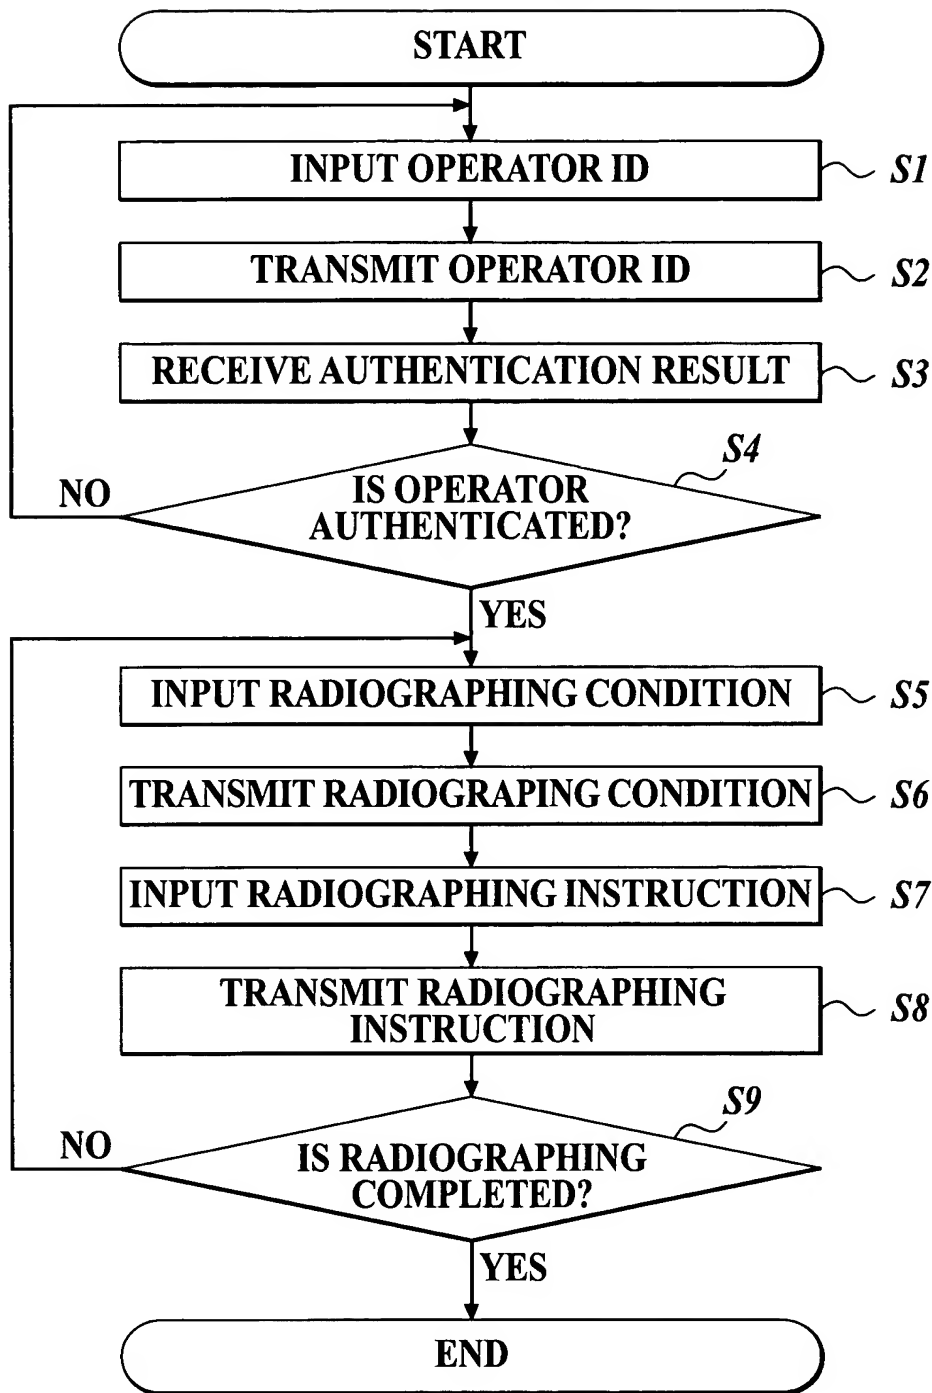 START
INPUT OPERATOR ID
S1
TRANSMIT OPERATOR ID
S2
RECEIVE AUTHENTICATION RESULT
S3
S4
IS OPERATOR
AUTHENTICATED?
NO
YES
INPUT RADIOGRAPHING CONDITION
S5
TRANSMIT RADIOGRAPING CONDITION
S6
INPUT RADIOGRAPHING INSTRUCTION
S7
TRANSMIT RADIOGRAPHING
INSTRUCTION
S8
S9
IS RADIOGRAPHING
COMPLETED?
NO
YES
END